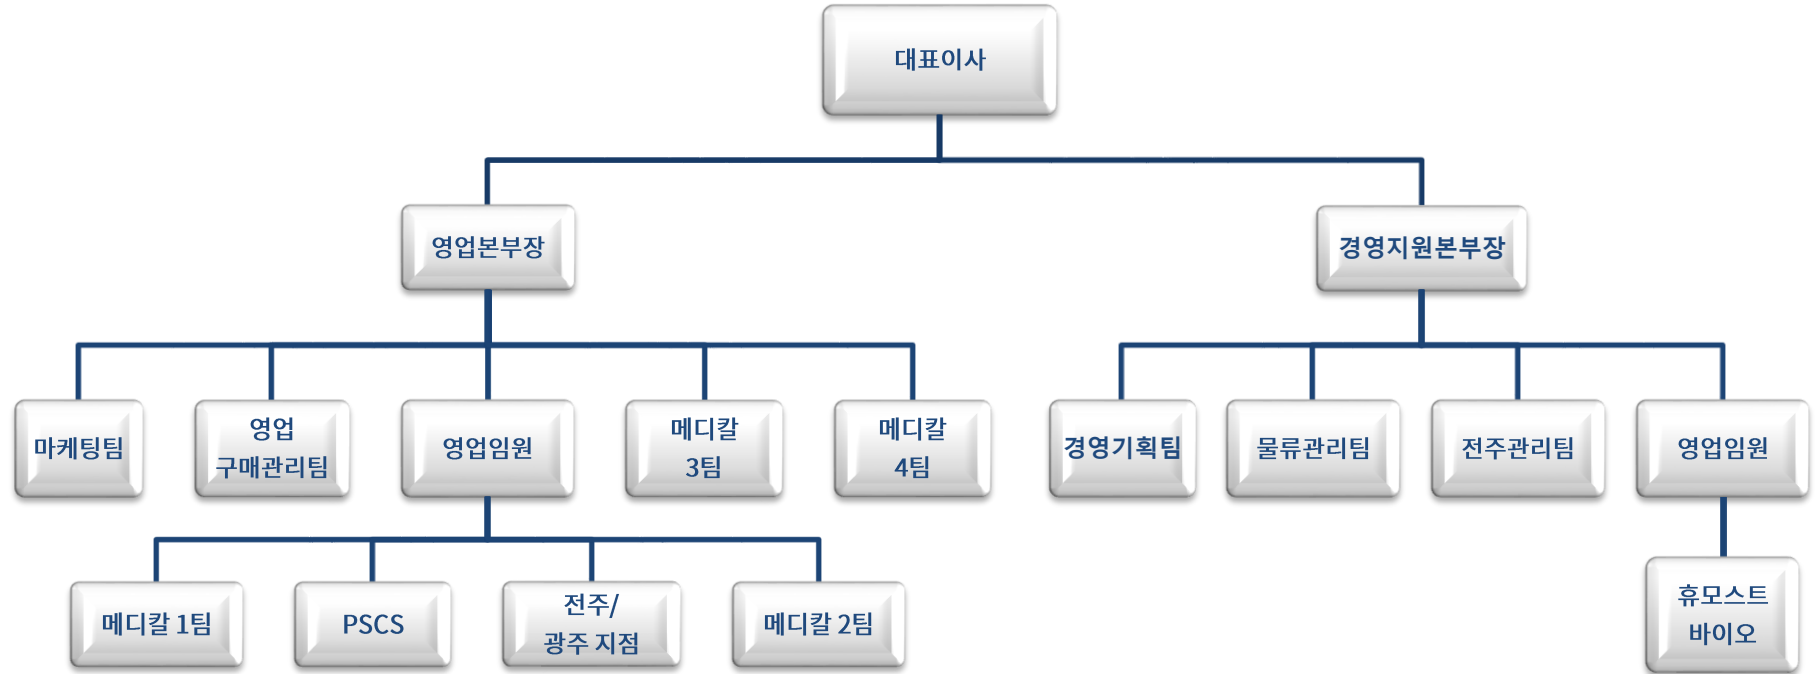 대표이사
영업본부장
경영지원본부장
마케팅팀
영업
구매관리팀
영업임원
메디칼
3팀
메디칼
4팀
경영기획팀
물류관리팀
전주관리팀
영업임원
메디칼 1팀
PSCS
전주/
광주 지점
메디칼 2팀
휴모스트
바이오